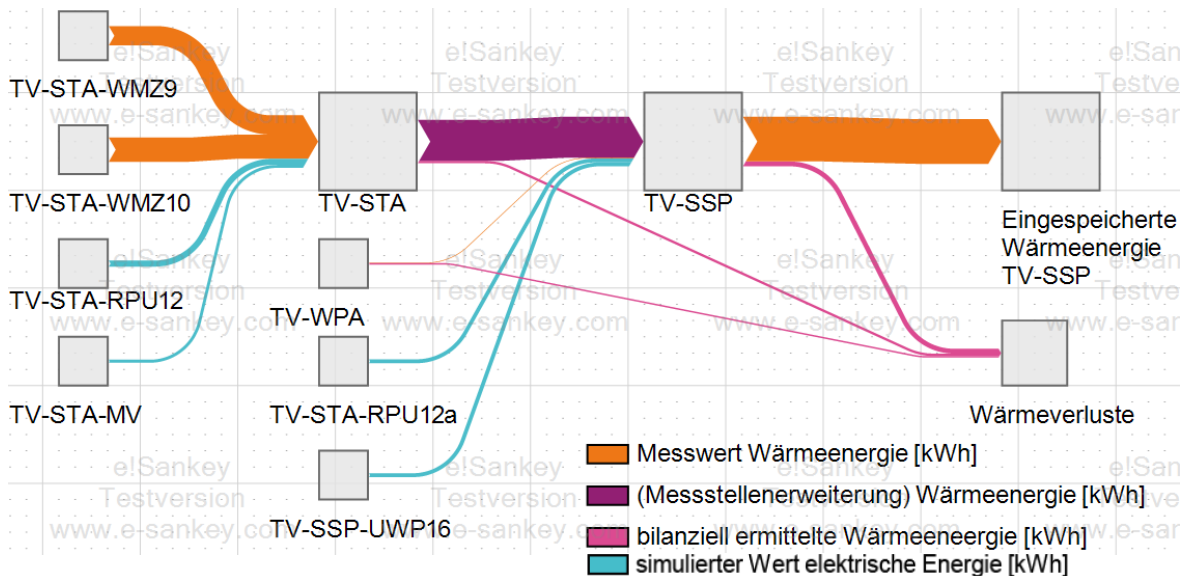 TV-STA-WMZ9
TV-STA-WMZ10
TV-STA-RPU12
TV-STA-MV
TV-STA
TV-WPA
TV-STA-RPU12a
TV-SSP-UWP16
TV-SSP
Eingespeicherte
Wärmeenergie
TV-SSP
Wärmeverluste
Messwert Wärmeenergie [kWh]
(Messstellenerweiterung) Wärmeenergie [kWh]
bilanziell ermittelte Wärmeenergie [kWh]
simulierter Wert elektrische Energie [kWh]
e!Sankey
Testversion
www.e-sankey.com